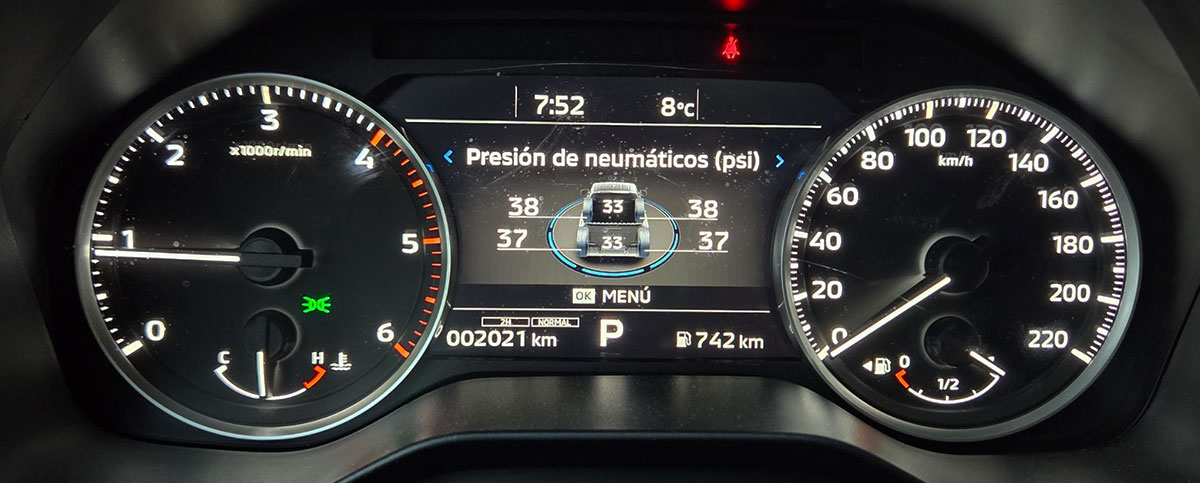 7:52 8°C
Presión de neumáticos (psi)
38 33 38
37 33 37
OK MENÚ
2H NORMAL
002021 km P 742 km
x1000r/min
0 1 2 3 4 5 6
C H
km/h
0 20 40 60 80 100 120 140 160 180 200 220
0 1/2